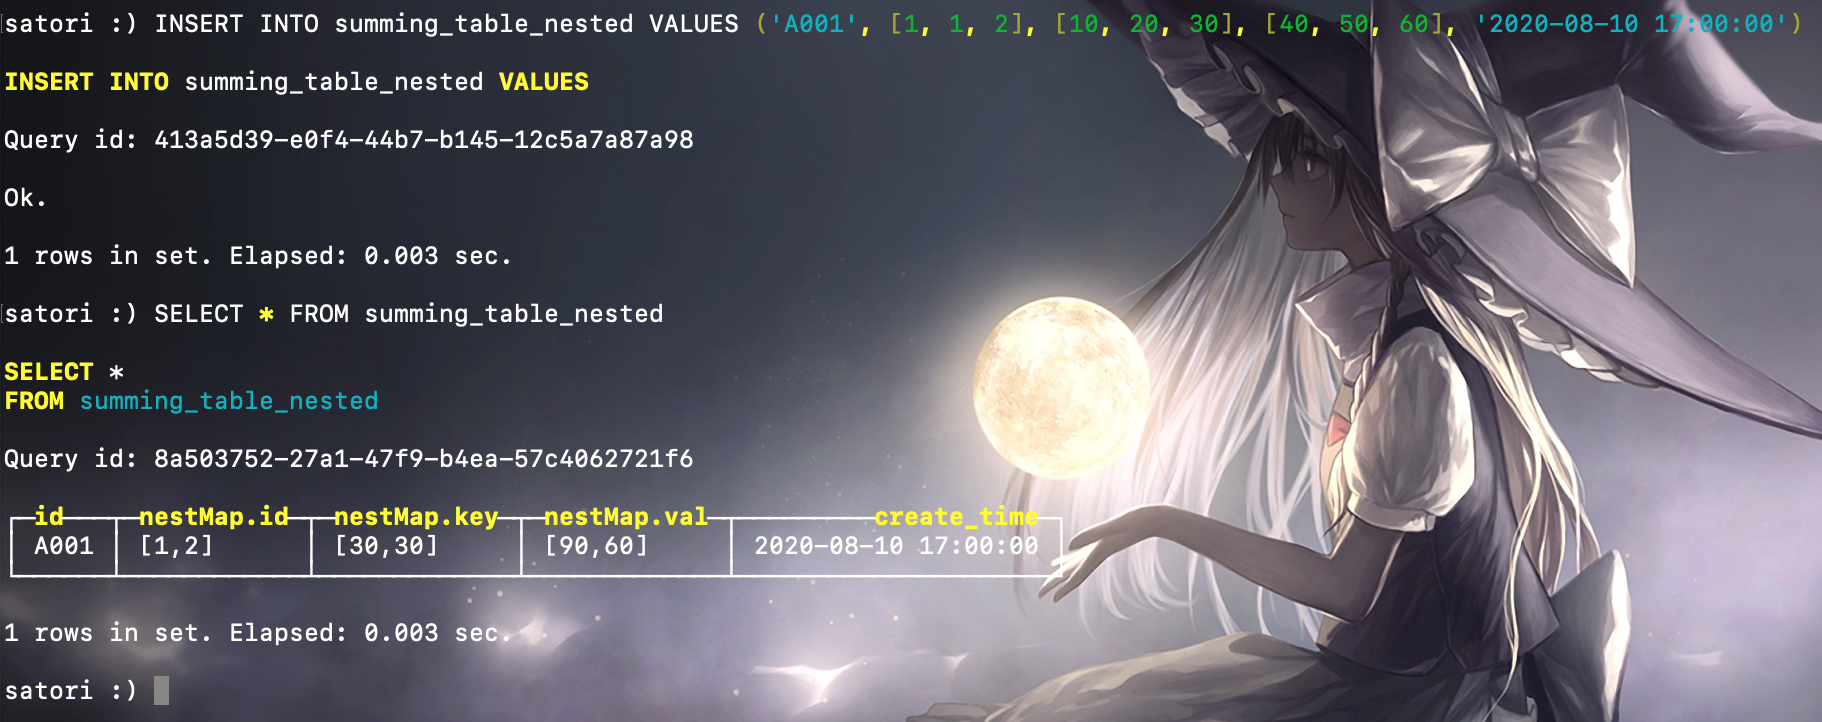 satori :) INSERT INTO summing_table_nested VALUES ('A001', [1, 1, 2], [10, 20, 30], [40, 50, 60], '2020-08-10 17:00:00')
INSERT INTO summing_table_nested VALUES
Query id: 413a5d39-e0f4-44b7-b145-12c5a7a87a98
Ok.
1 rows in set. Elapsed: 0.003 sec.
satori :) SELECT * FROM summing_table_nested
SELECT *
FROM summing_table_nested
Query id: 8a503752-27a1-47f9-b4ea-57c4062721f6
id nestMap.id nestMap.key nestMap.val create_time
A001 [1,2] [30,30] [90,60] 2020-08-10 17:00:00
1 rows in set. Elapsed: 0.003 sec.
satori :)